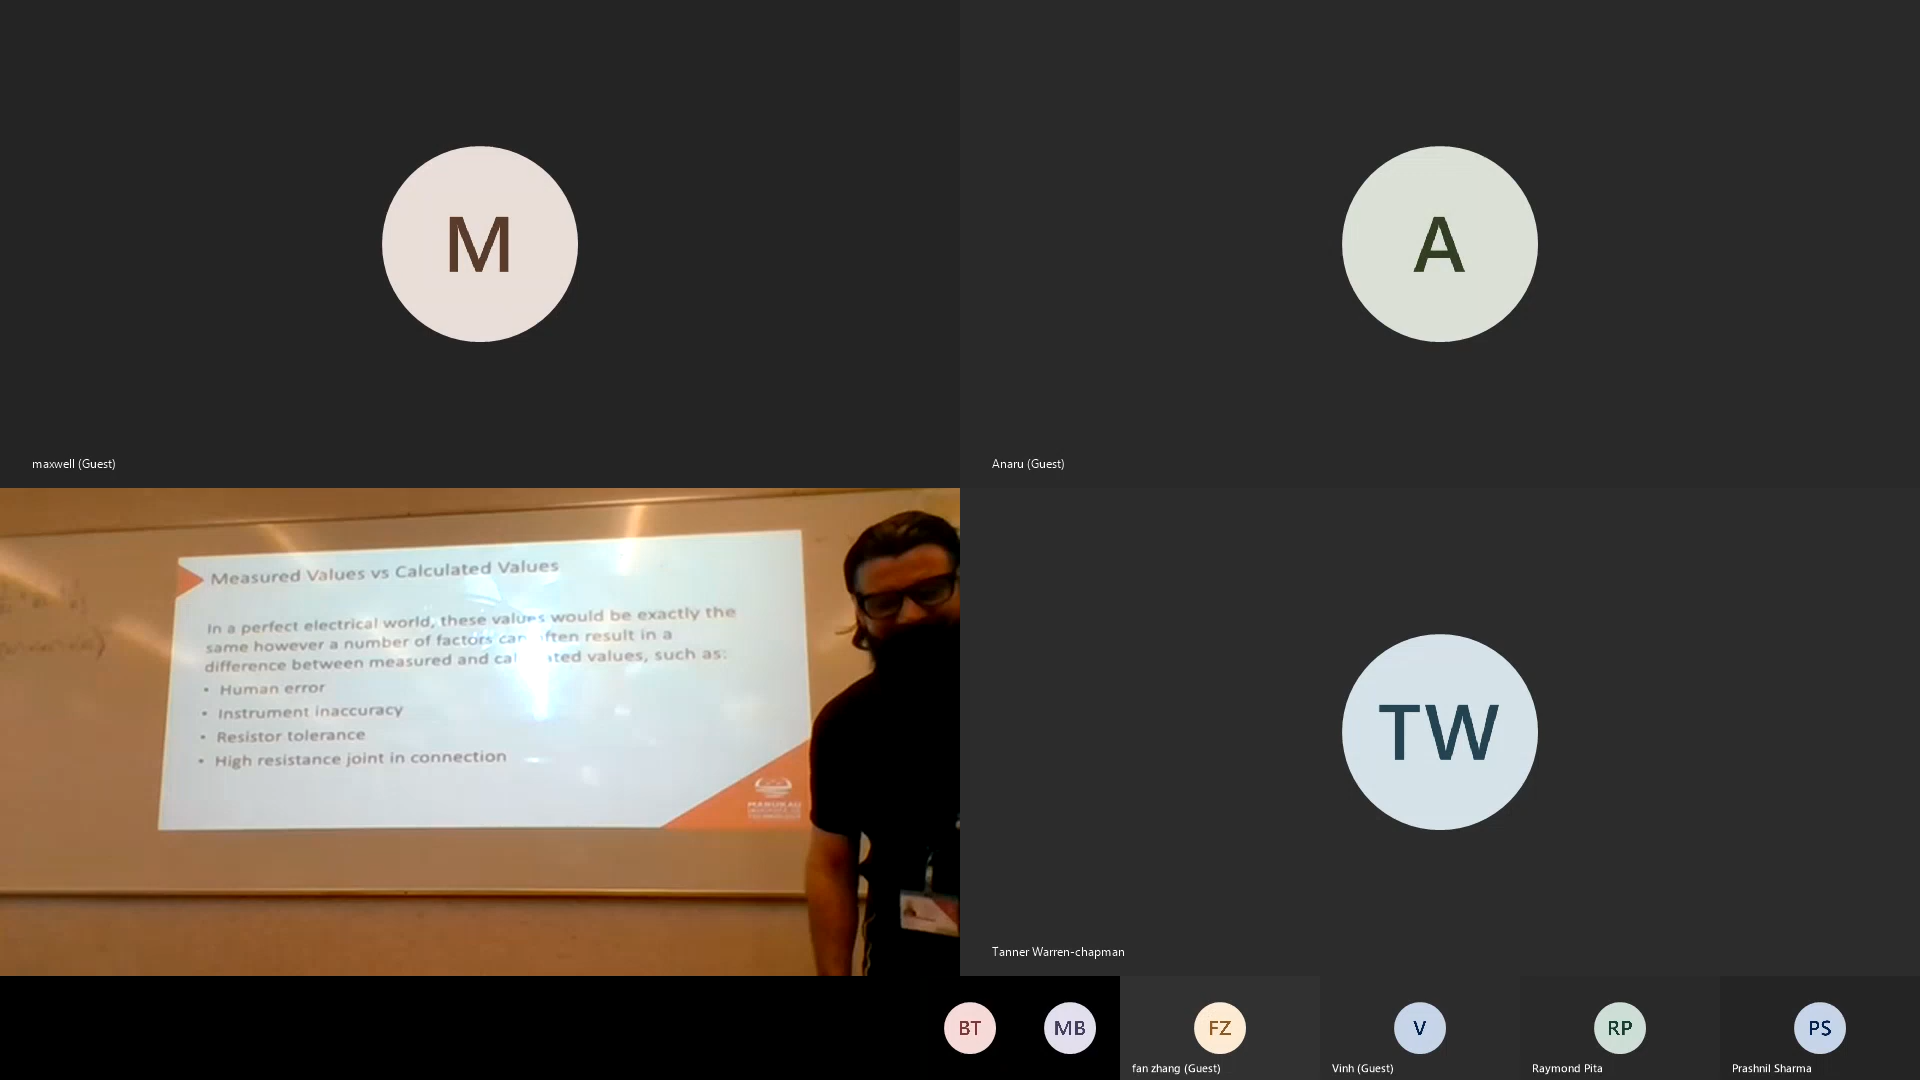 M
maxwell (Guest)
A
Anaru (Guest)
Measured Values vs Calculated Values
In a perfect electrical world, these values would be exactly the
same however a number of factors can often result in a
difference between measured and calculated values, such as:
• Human error
• Instrument inaccuracy
• Resistor tolerance
• High resistance joint in connection
MANUKAU
TW
Tanner Warren-chapman
BT
MB
FZ
fan zhang (Guest)
V
Vinh (Guest)
RP
Raymond Pita
PS
Prashnil Sharma